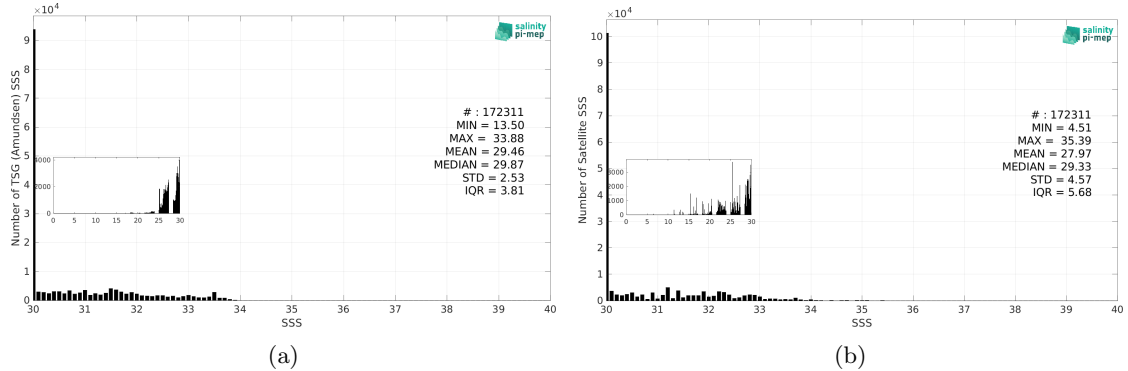 ×10⁴
9
8
7
6
5
4
3
2
1
0
Number of TSG (Amundsen) SSS
salinity
pi-mep
# : 172311
MIN = 13.50
MAX = 33.88
MEAN = 29.46
MEDIAN = 29.87
STD = 2.53
IQR = 3.81
4000
2000
0
0 5 10 15 20 25 30
30 31 32 33 34 35 36 37 38 39 40
SSS
(a)
×10⁴
10
9
8
7
6
5
4
3
2
1
0
Number of Satellite SSS
salinity
pi-mep
# : 172311
MIN = 4.51
MAX = 35.39
MEAN = 27.97
MEDIAN = 29.33
STD = 4.57
IQR = 5.68
3000
2000
1000
0
0 5 10 15 20 25 30
30 31 32 33 34 35 36 37 38 39 40
SSS
(b)